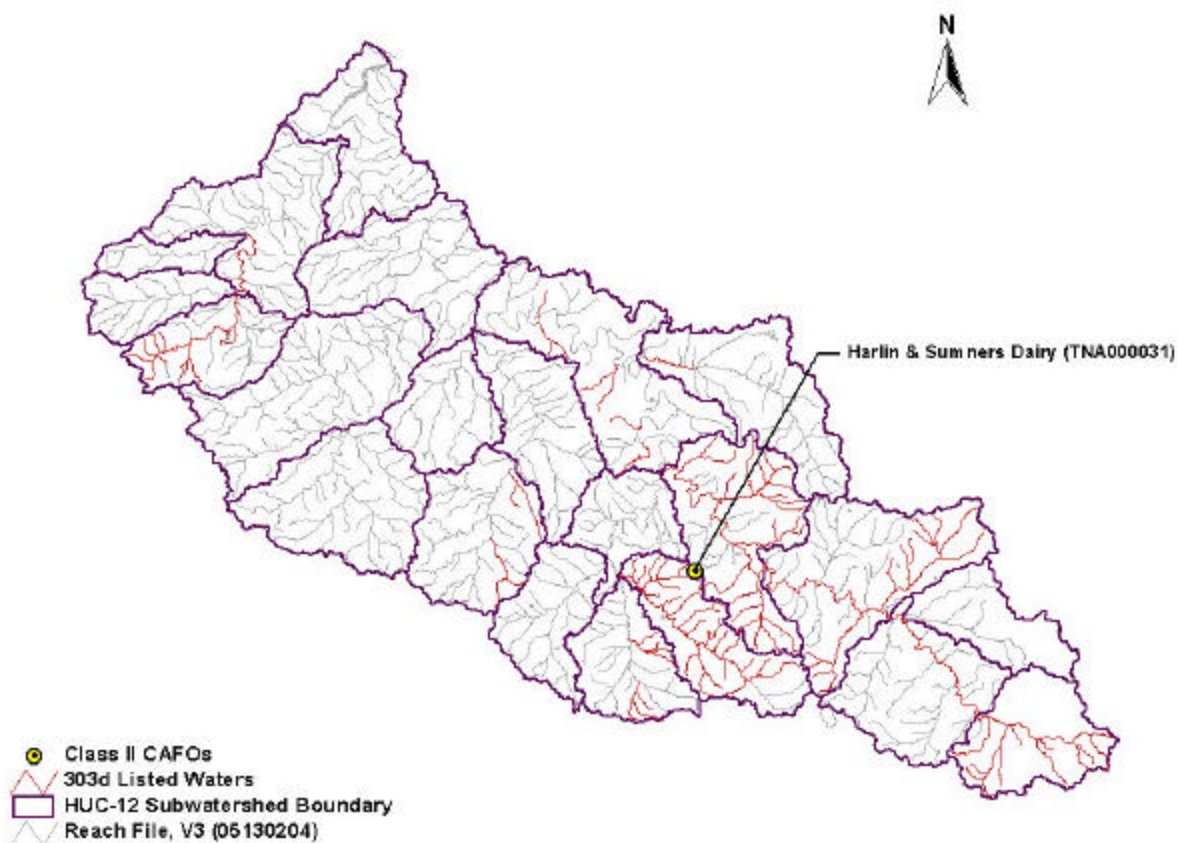 N
Harlin & Sumners Dairy (TNA000031)
Class II CAFOs
303d Listed Waters
HUC-12 Subwatershed Boundary
Reach File, V3 (05130204)